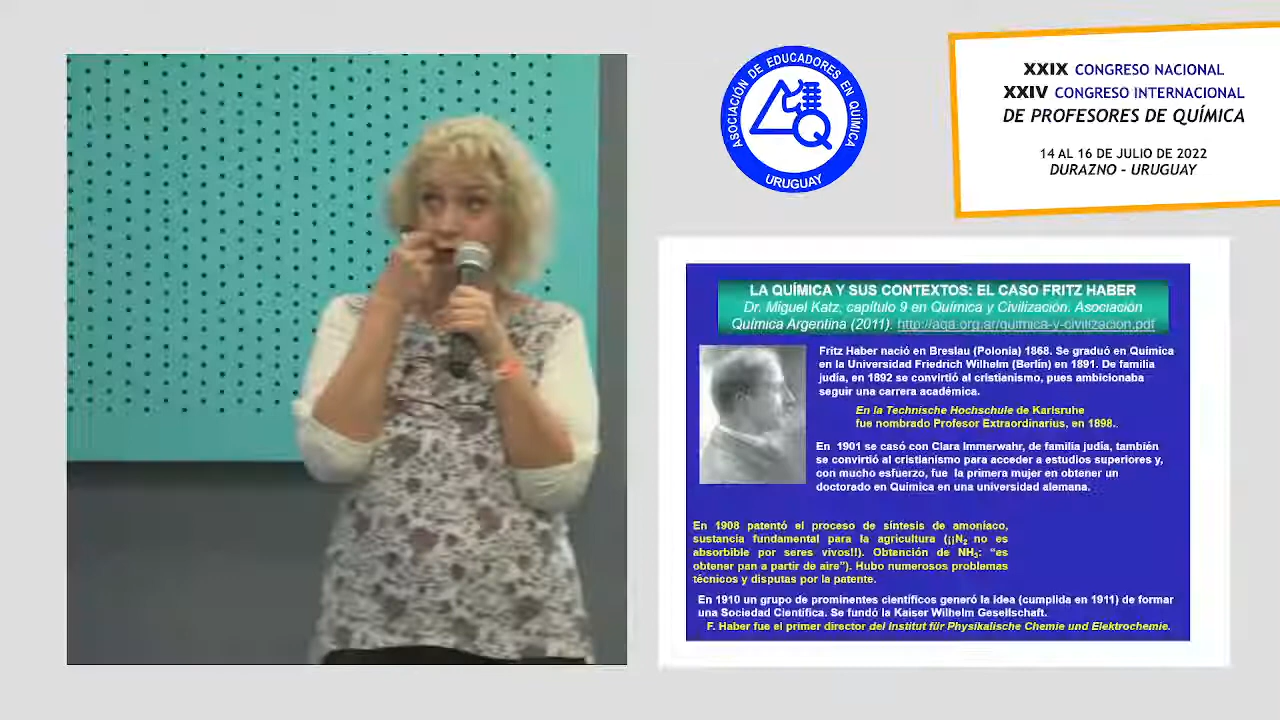 ASOCIACION DE EDUCADORES EN QUÍMICA
URUGUAY
XXIX CONGRESO NACIONAL
XXIV CONGRESO INTERNACIONAL
DE PROFESORES DE QUÍMICA
14 AL 16 DE JULIO DE 2022
DURAZNO - URUGUAY
LA QUÍMICA Y SUS CONTEXTOS: EL CASO FRITZ HABER
Dr. Miguel Katz, capítulo 9 en Química y Civilización. Asociación
Química Argentina (2011). http://aqa.org.ar/quimica-y-civilizacion.pdf
Fritz Haber nació en Breslau (Polonia) 1868. Se graduó en Química
en la Universidad Friedrich Wilhelm (Berlín) en 1891. De familia
judía, en 1892 se convirtió al cristianismo, pues ambicionaba
seguir una carrera académica.
En la Technische Hochschule de Karlsruhe
fue nombrado Profesor Extraordinarius, en 1898..
En 1901 se casó con Clara Immerwahr, de familia judía, también
se convirtió al cristianismo para acceder a estudios superiores y,
con mucho esfuerzo, fue la primera mujer en obtener un
doctorado en Química en una universidad alemana.
En 1908 patentó el proceso de síntesis de amoníaco,
sustancia fundamental para la agricultura (¡¡N₂ no es
absorbible por seres vivos!!). Obtención de NH₃: “es
obtener pan a partir de aire”). Hubo numerosos problemas
técnicos y disputas por la patente.
En 1910 un grupo de prominentes científicos generó la idea (cumplida en 1911) de formar
una Sociedad Científica. Se fundó la Kaiser Wilhelm Gesellschaft.
F. Haber fue el primer director del Institut für Physikalische Chemie und Elektrochemie.